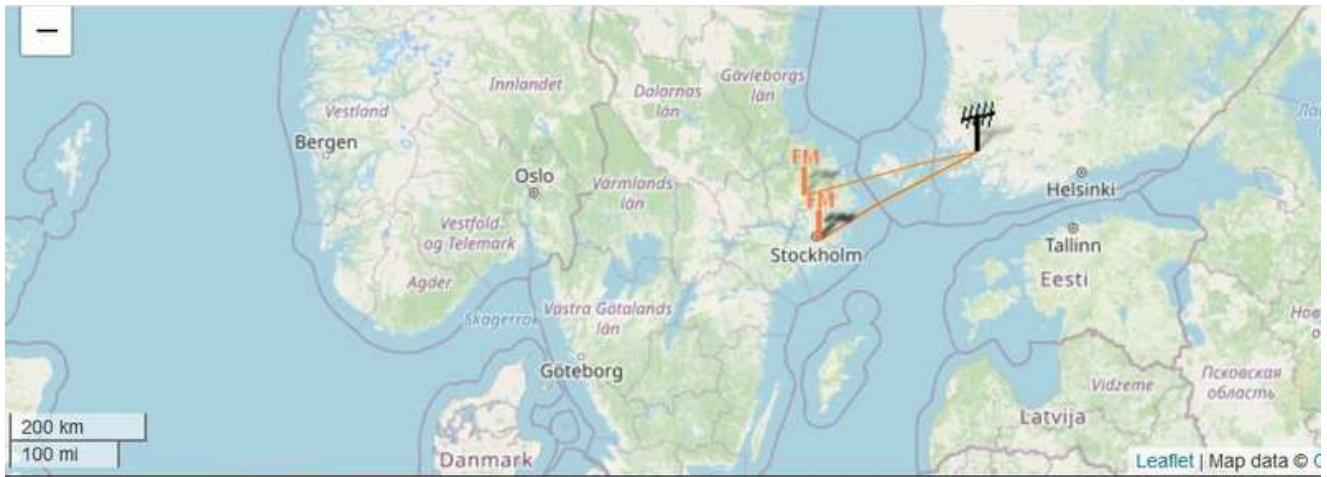 −
Innlandet
Gävleborgs
län
Dalarnas
län
Vestland
Bergen
Oslo
FM
Helsinki
Värmlands
län
FM
Vestfold
og Telemark
Stockholm
Tallinn
Eesti
Agder
Västra Götalands
län
Skagerrak
Göteborg
Псковская
область
Vidzeme
Latvija
200 km
100 mi
Danmark
Leaflet | Map data ©